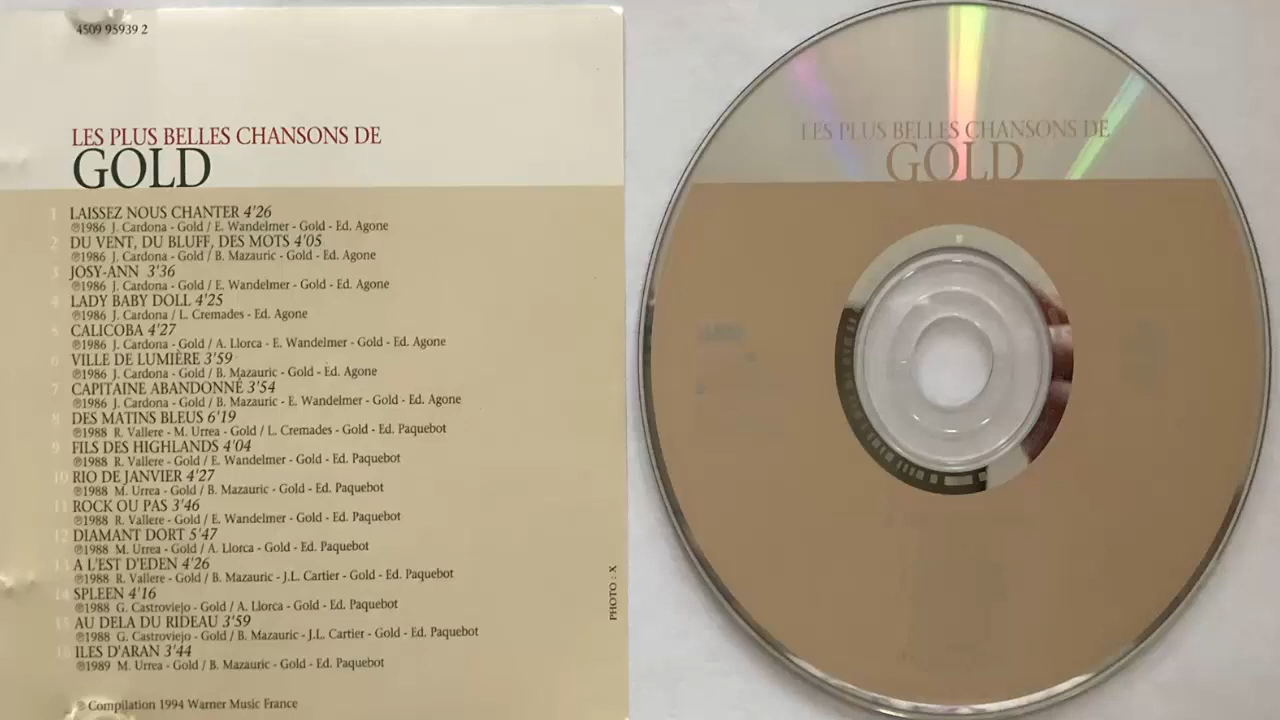 4509 95939 2
LES PLUS BELLES CHANSONS DE
GOLD
1 LAISSEZ NOUS CHANTER 4'26
℗1986 J. Cardona - Gold / E. Wandelmer - Gold - Ed. Agone
2 DU VENT, DU BLUFF, DES MOTS 4'05
℗1986 J. Cardona - Gold / B. Mazauric - Gold - Ed. Agone
3 JOSY-ANN 3'36
℗1986 J. Cardona - Gold / E. Wandelmer - Gold - Ed. Agone
4 LADY BABY DOLL 4'25
℗1986 J. Cardona / L. Cremades - Ed. Agone
5 CALICOBA 4'27
℗1986 J. Cardona - Gold / A. Llorca - E. Wandelmer - Gold - Ed. Agone
6 VILLE DE LUMIÈRE 3'59
℗1986 J. Cardona - Gold / B. Mazauric - Gold - Ed. Agone
7 CAPITAINE ABANDONNÉ 3'54
℗1986 J. Cardona - Gold / B. Mazauric - E. Wandelmer - Gold - Ed. Agone
8 DES MATINS BLEUS 6'19
℗1988 R. Vallere - M. Urrea - Gold / L. Cremades - Gold - Ed. Paquebot
9 FILS DES HIGHLANDS 4'04
℗1988 R. Vallere - Gold / E. Wandelmer - Gold - Ed. Paquebot
10 RIO DE JANVIER 4'27
℗1988 M. Urrea - Gold / B. Mazauric - Gold - Ed. Paquebot
11 ROCK OU PAS 3'46
℗1988 R. Vallere - Gold / E. Wandelmer - Gold - Ed. Paquebot
12 DIAMANT DORT 5'47
℗1988 M. Urrea - Gold / A. Llorca - Gold - Ed. Paquebot
13 A L'EST D'EDEN 4'26
℗1988 R. Vallere - Gold / B. Mazauric - J.L. Cartier - Gold - Ed. Paquebot
14 SPLEEN 4'16
℗1988 G. Castroviejo - Gold / A. Llorca - Gold - Ed. Paquebot
15 AU DELA DU RIDEAU 3'59
℗1988 G. Castroviejo - Gold / B. Mazauric - J.L. Cartier - Gold - Ed. Paquebot
16 ILES D'ARAN 3'44
℗1989 M. Urrea - Gold / B. Mazauric - Gold - Ed. Paquebot
℗ Compilation 1994 Warner Music France
PHOTO : X
LES PLUS BELLES CHANSONS DE
GOLD